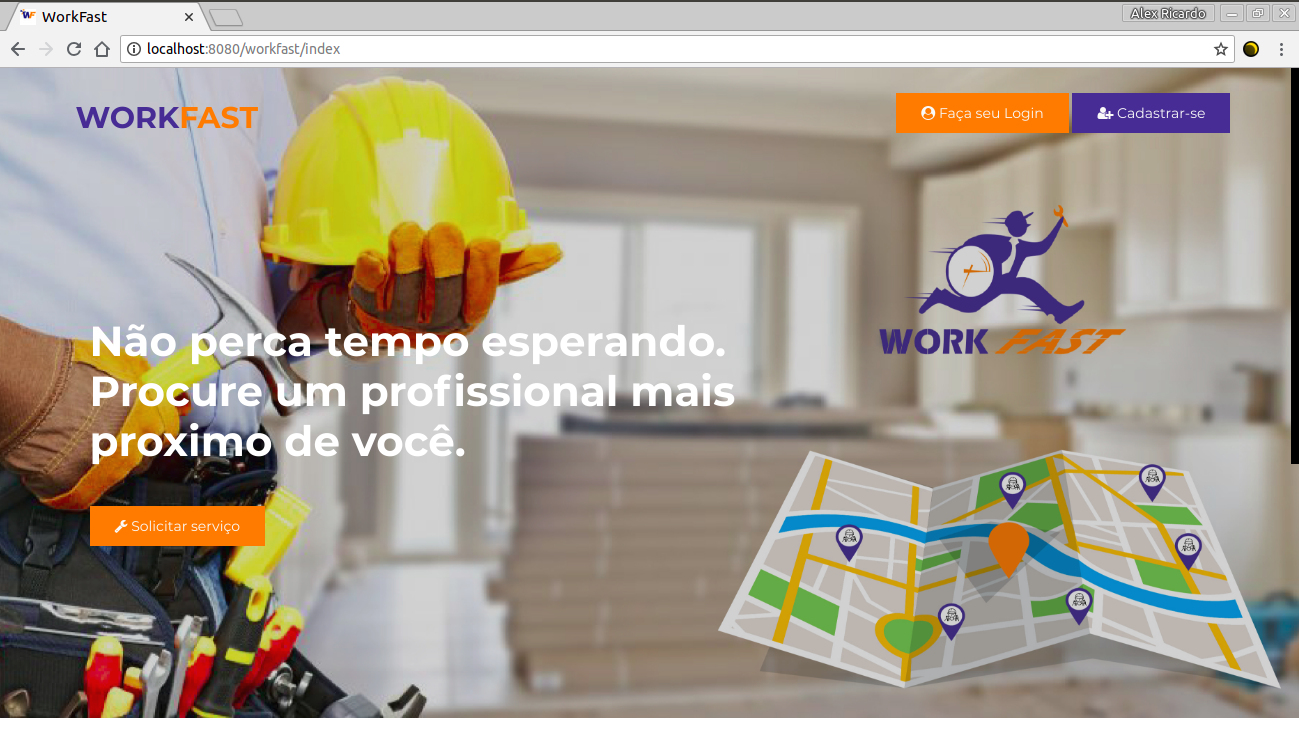 WorkFast
Alex Ricardo
localhost:8080/workfast/index
WORKFAST
Faça seu Login
Cadastrar-se
WORK FAST
Não perca tempo esperando.
Procure um profissional mais
proximo de você.
Solicitar serviço